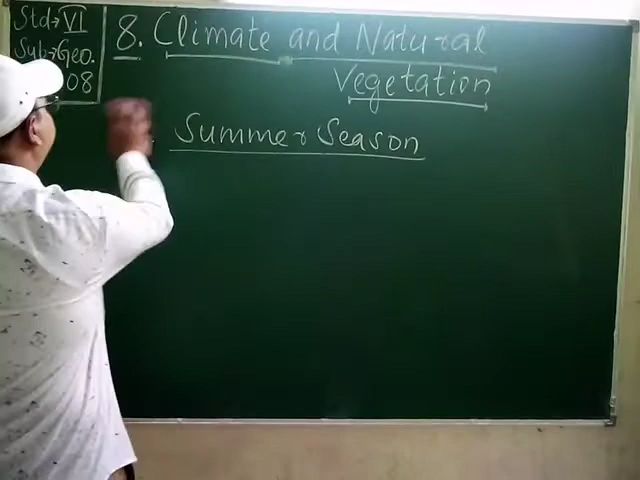 Std→VI
Sub→Geo.
08
8. Climate and Natural
Vegetation
Summer Season